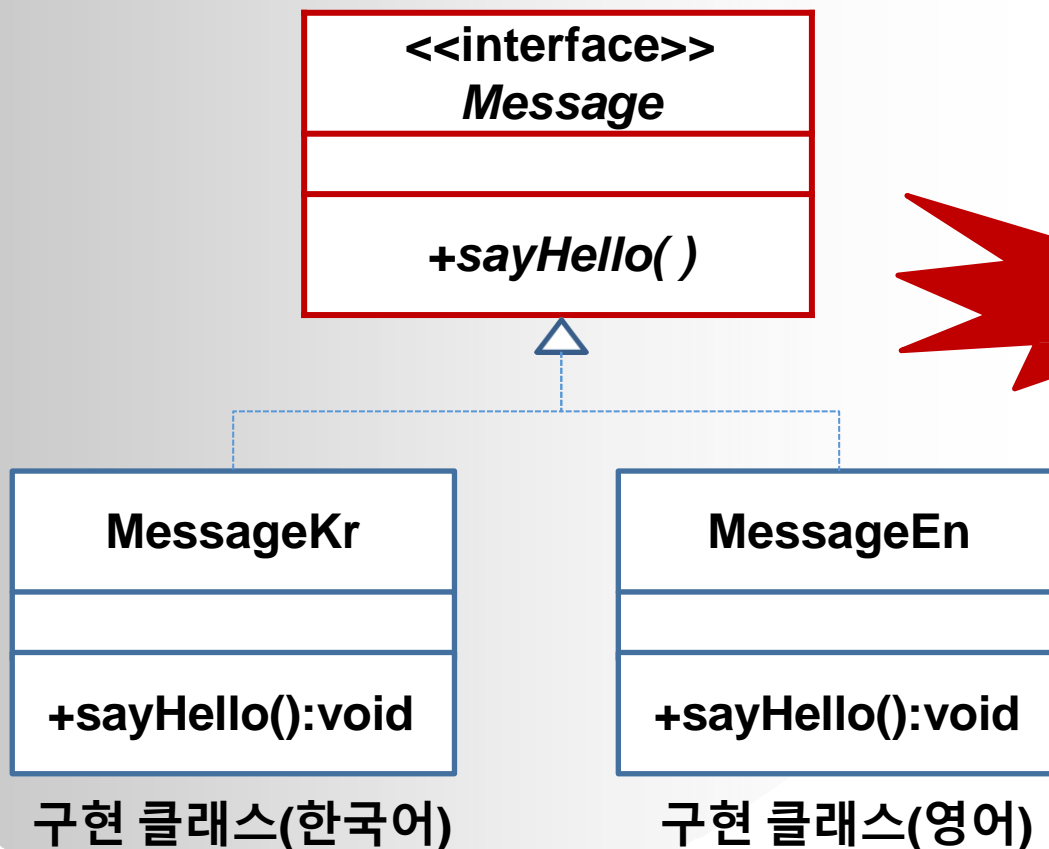 <<interface>>
Message
+sayHello( )
MessageKr
MessageEn
+sayHello():void
+sayHello():void
구현 클래스(한국어)
구현 클래스(영어)